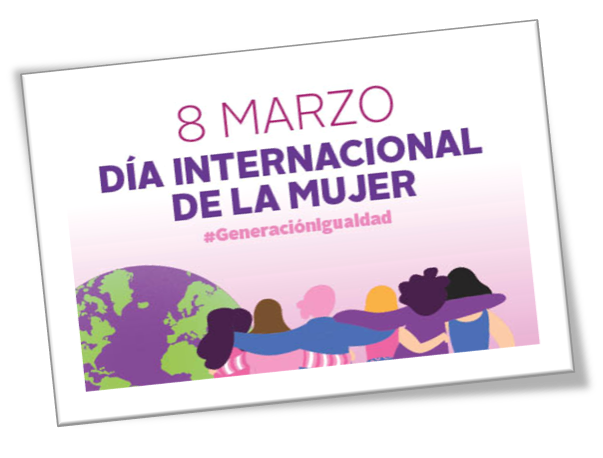 8 MARZO
DÍA INTERNACIONAL
DE LA MUJER
#GeneraciónIgualdad